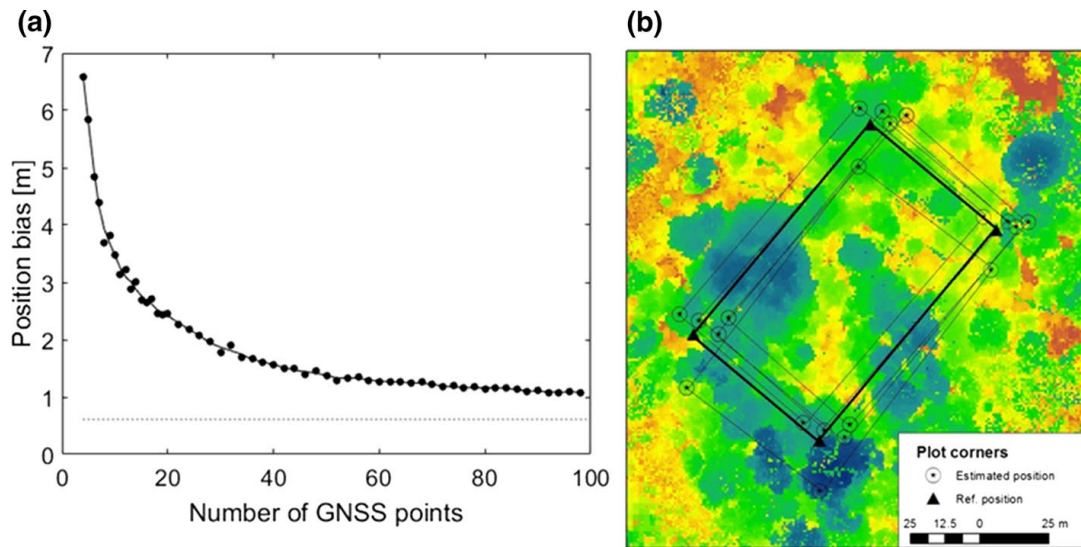 (a)
7
6
5
4
3
2
1
0
Position bias [m]
0 20 40 60 80 100
Number of GNSS points
(b)
Plot corners
Estimated position
Ref. position
25 12.5 0 25 m